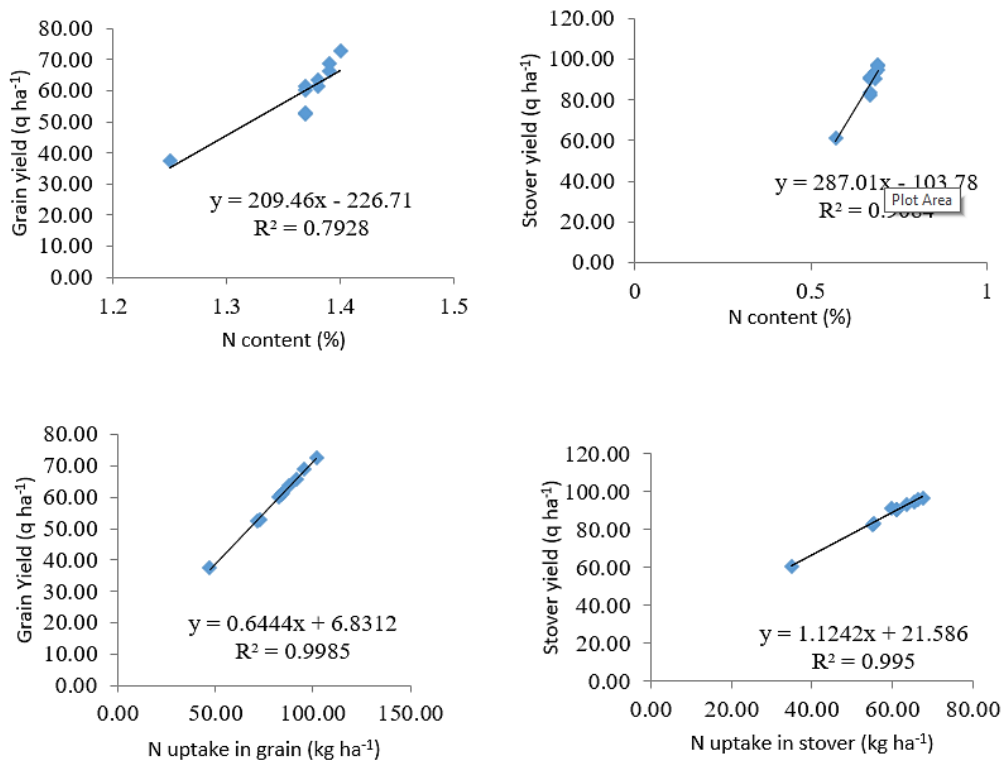 Grain yield (q ha⁻¹)
80.00
70.00
60.00
50.00
40.00
30.00
20.00
10.00
0.00
y = 209.46x - 226.71
R² = 0.7928
1.2 1.3 1.4 1.5
N content (%)
Stover yield (q ha⁻¹)
120.00
100.00
80.00
60.00
40.00
20.00
0.00
y = 287.01x - 103.78
Plot Area
R² =
0 0.5 1
N content (%)
Grain Yield (q ha⁻¹)
80.00
70.00
60.00
50.00
40.00
30.00
20.00
10.00
0.00
y = 0.6444x + 6.8312
R² = 0.9985
0.00 50.00 100.00 150.00
N uptake in grain (kg ha⁻¹)
Stover yield (q ha⁻¹)
120.00
100.00
80.00
60.00
40.00
20.00
0.00
y = 1.1242x + 21.586
R² = 0.995
0.00 20.00 40.00 60.00 80.00
N uptake in stover (kg ha⁻¹)